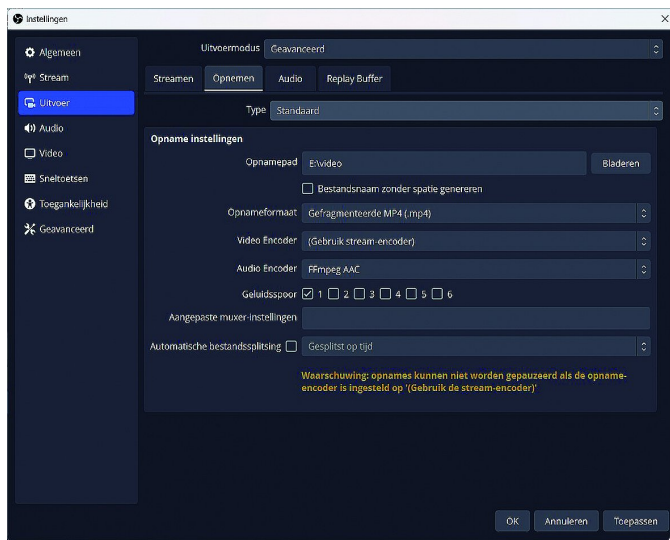 Instellingen
Algemeen
Stream
Uitvoer
Audio
Video
Sneltoetsen
Toegankelijkheid
Geavanceerd
Uitvoermodus Geavanceerd
Streamen Opnemen Audio Replay Buffer
Type Standaard
Opname instellingen
Opnamepad E:\video Bladeren
Bestandsnaam zonder spatie genereren
Opnameformaat Gefragmenteerde MP4 (.mp4)
Video Encoder (Gebruik stream-encoder)
Audio Encoder FFmpeg AAC
Geluidsspoor 1 2 3 4 5 6
Aangepaste muxer-instellingen
Automatische bestandssplitsing Gesplitst op tijd
Waarschuwing: opnames kunnen niet worden gepauzeerd als de opname-
encoder is ingesteld op '(Gebruik de stream-encoder)'
OK Annuleren Toepassen